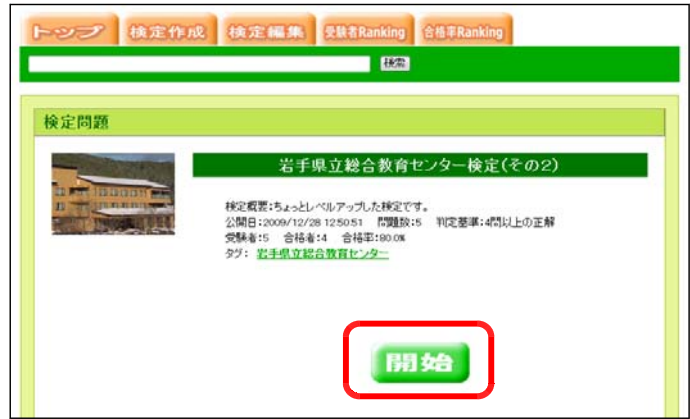 トップ 検定作成 検定編集 受験者Ranking 合格率Ranking
検索
検定問題
岩手県立総合教育センター検定(その2)
検定概要:ちょっとレベルアップした検定です。
公開日:2009/12/28 12:50:51 問題数:5 判定基準:4問以上の正解
受験者:5 合格者:4 合格率:80.0%
タグ: 岩手県立総合教育センター
開始